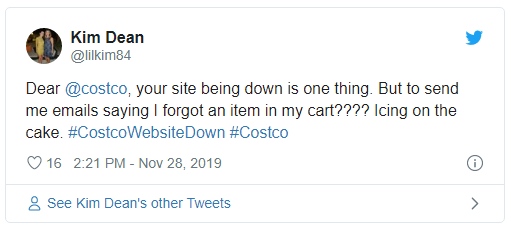 Kim Dean
@lilkim84
Dear @costco, your site being down is one thing. But to send
me emails saying I forgot an item in my cart???? Icing on the
cake. #CostcoWebsiteDown #Costco
16 2:21 PM - Nov 28, 2019
See Kim Dean's other Tweets